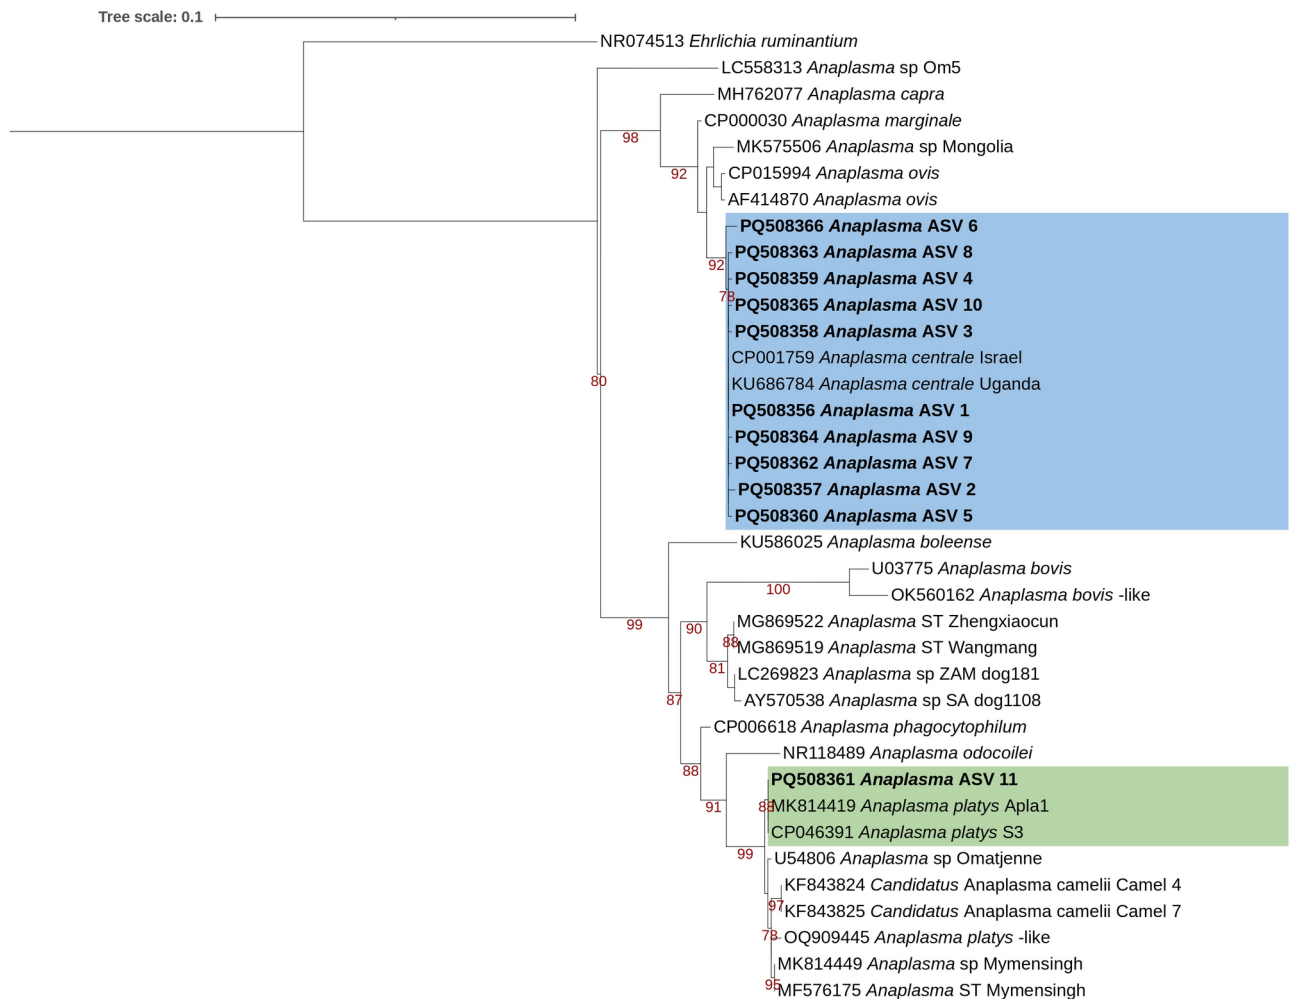 Tree scale: 0.1
NR074513 Ehrlichia ruminantium
LC558313 Anaplasma sp Om5
MH762077 Anaplasma capra
CP000030 Anaplasma marginale
98
MK575506 Anaplasma sp Mongolia
92
CP015994 Anaplasma ovis
AF414870 Anaplasma ovis
PQ508366 Anaplasma ASV 6
PQ508363 Anaplasma ASV 8
92
PQ508359 Anaplasma ASV 4
78
PQ508365 Anaplasma ASV 10
PQ508358 Anaplasma ASV 3
CP001759 Anaplasma centrale Israel
80
KU686784 Anaplasma centrale Uganda
PQ508356 Anaplasma ASV 1
PQ508364 Anaplasma ASV 9
PQ508362 Anaplasma ASV 7
PQ508357 Anaplasma ASV 2
PQ508360 Anaplasma ASV 5
KU586025 Anaplasma boleense
U03775 Anaplasma bovis
100
OK560162 Anaplasma bovis -like
99
90
MG869522 Anaplasma ST Zhengxiaocun
88
MG869519 Anaplasma ST Wangmang
81
LC269823 Anaplasma sp ZAM dog181
87
AY570538 Anaplasma sp SA dog1108
CP006618 Anaplasma phagocytophilum
NR118489 Anaplasma odocoilei
88
PQ508361 Anaplasma ASV 11
91
88
MK814419 Anaplasma platys Apla1
CP046391 Anaplasma platys S3
99
U54806 Anaplasma sp Omatjenne
KF843824 Candidatus Anaplasma camelii Camel 4
97
KF843825 Candidatus Anaplasma camelii Camel 7
78
OQ909445 Anaplasma platys -like
MK814449 Anaplasma sp Mymensingh
95
MF576175 Anaplasma ST Mymensingh